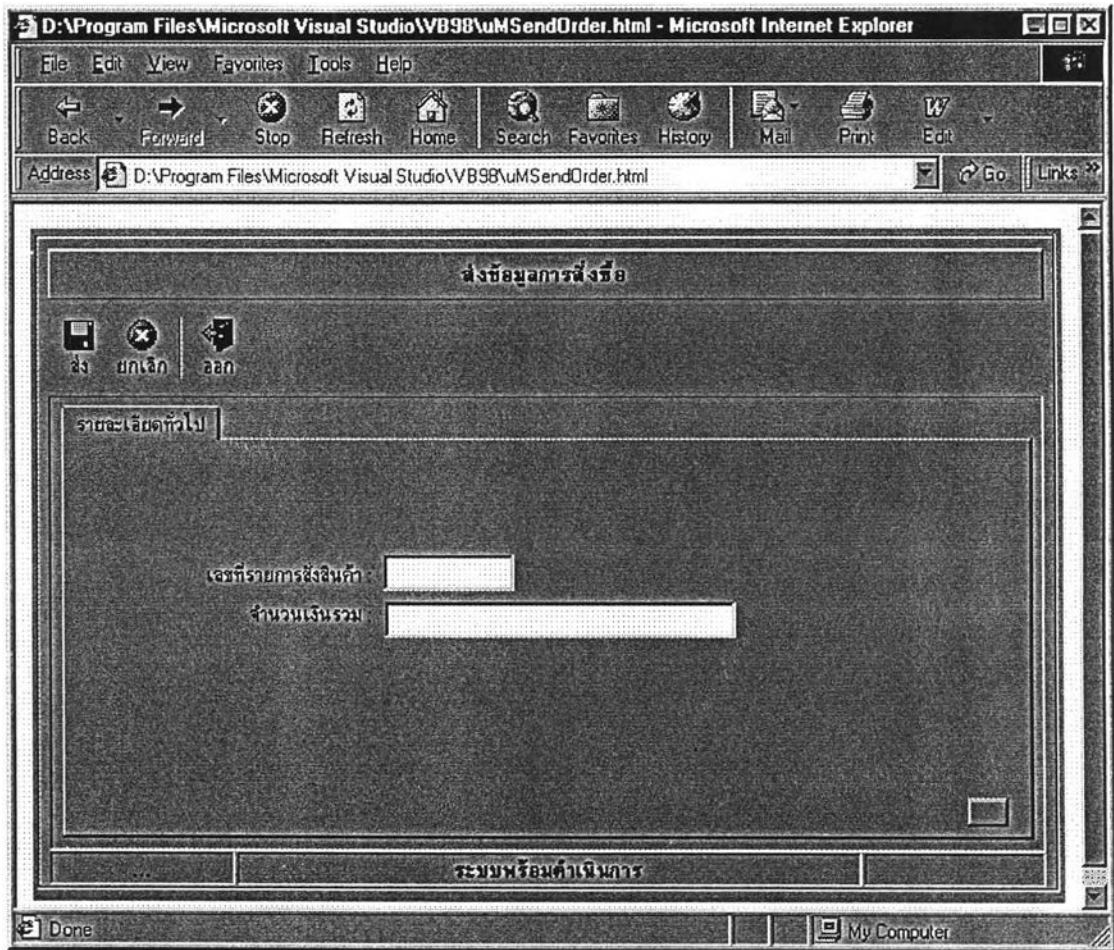 D:\Program Files\Microsoft Visual Studio\VB98\uMSendOrder.html - Microsoft Internet Explorer
File Edit View Favorites Tools Help
Back Forward Stop Refresh Home Search Favorites History Mail Print Edit
Address D:\Program Files\Microsoft Visual Studio\VB98\uMSendOrder.html Go Links »
ส่งข้อมูลการสั่งซื้อ
ส่ง ยกเลิก ออก
รายละเอียดทั่วไป
เลขที่รายการสั่งสินค้า :
จำนวนเงินรวม :
... ระบบพร้อมดำเนินการ
Done My Computer